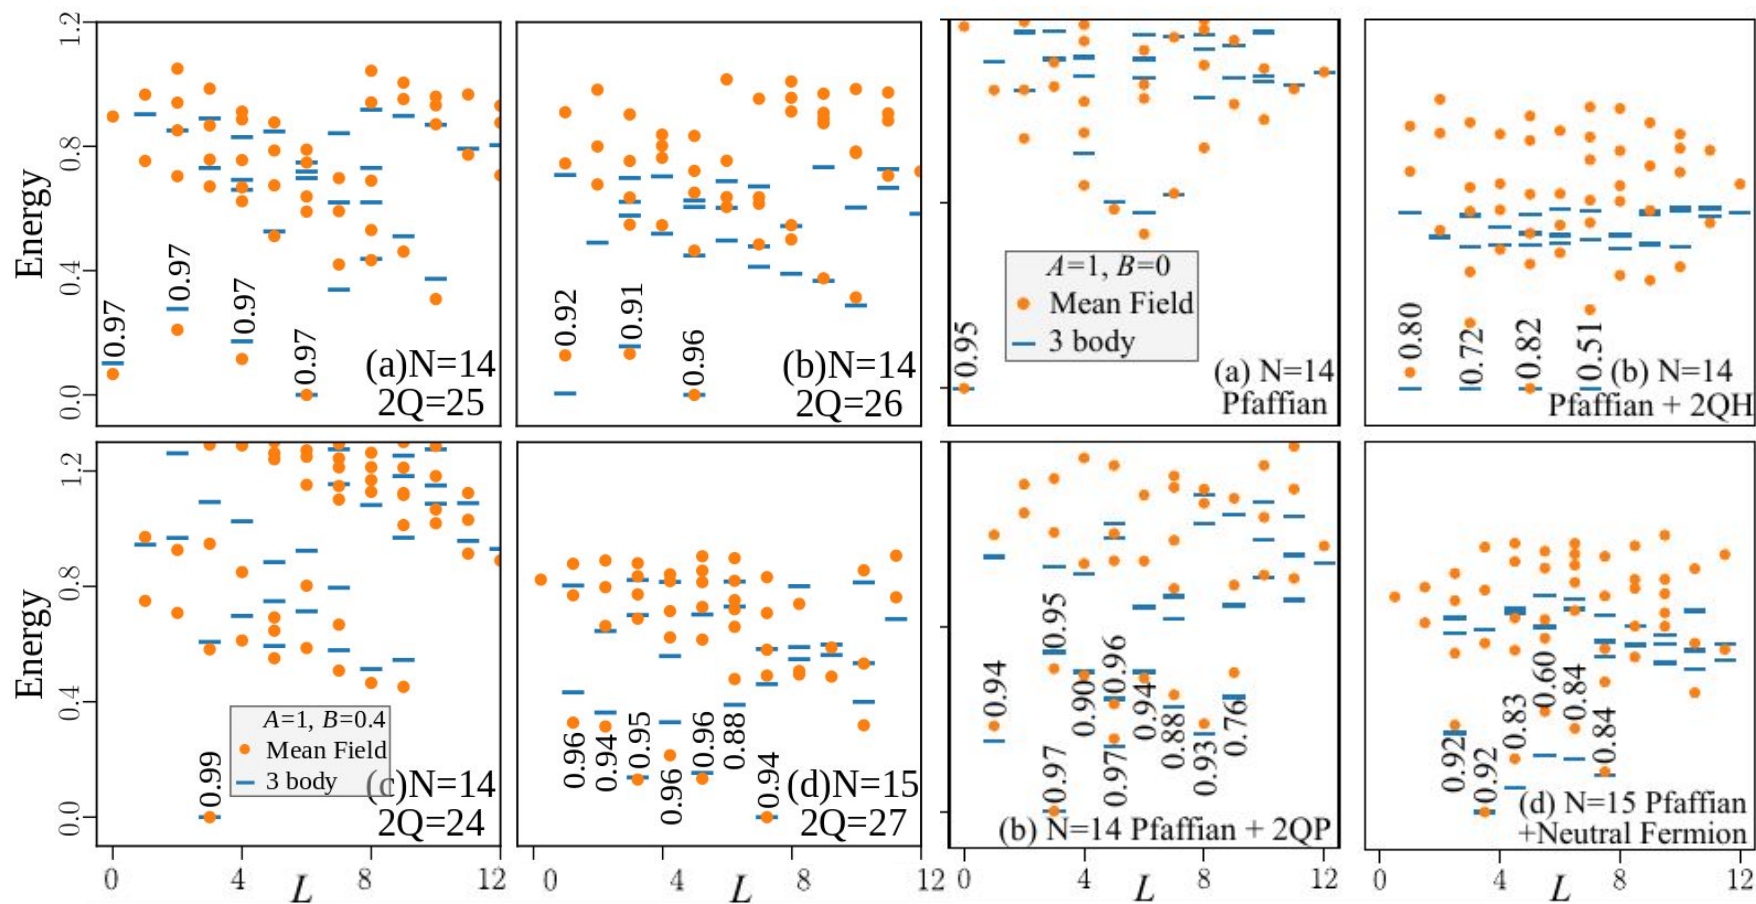 1.2
0.8
0.4
0.0
Energy
0.97
0.97
0.97
0.97
(a)N=14
2Q=25
0.92
0.91
0.96
(b)N=14
2Q=26
0.95
A=1, B=0
Mean Field
3 body
(a) N=14
Pfaffian
0.80
0.72
0.82
0.51
(b) N=14
Pfaffian + 2QH
1.2
0.8
0.4
0.0
Energy
0.99
A=1, B=0.4
Mean Field
3 body
(c)N=14
2Q=24
0 4 8 12
L
0.96
0.94
0.95
0.96
0.96
0.88
0.94
(d)N=15
2Q=27
0 4 8 12
L
0.94
0.97
0.95
0.90
0.97
0.96
0.94
0.88
0.93
0.76
(b) N=14 Pfaffian + 2QP
0 4 8 12
L
0.92
0.92
0.83
0.60
0.84
0.84
(d) N=15 Pfaffian
+Neutral Fermion
0 4 8 12
L